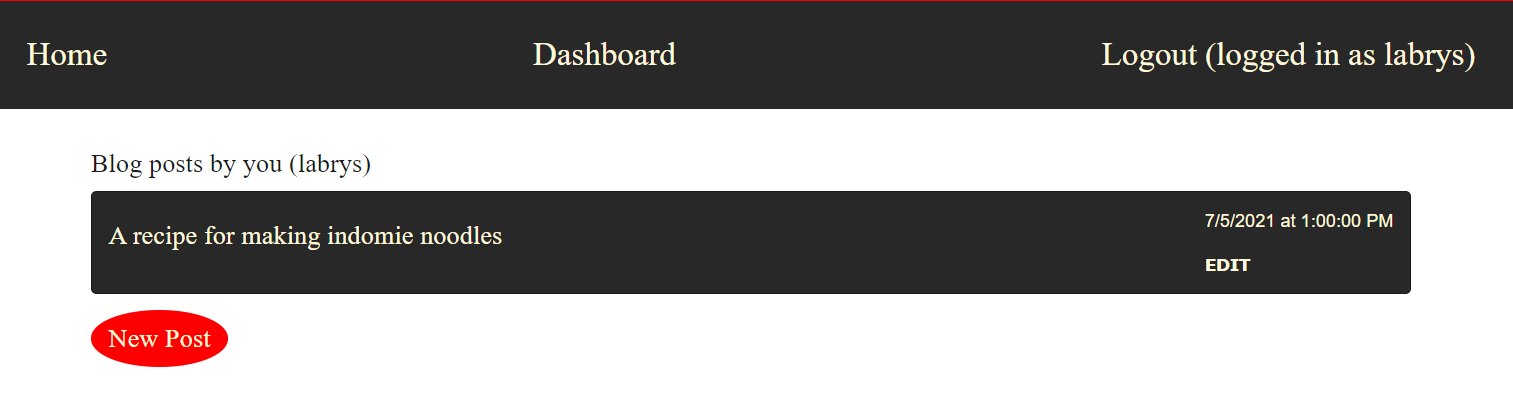 Home Dashboard Logout (logged in as labrys)
Blog posts by you (labrys)
A recipe for making indomie noodles
7/5/2021 at 1:00:00 PM
EDIT
New Post